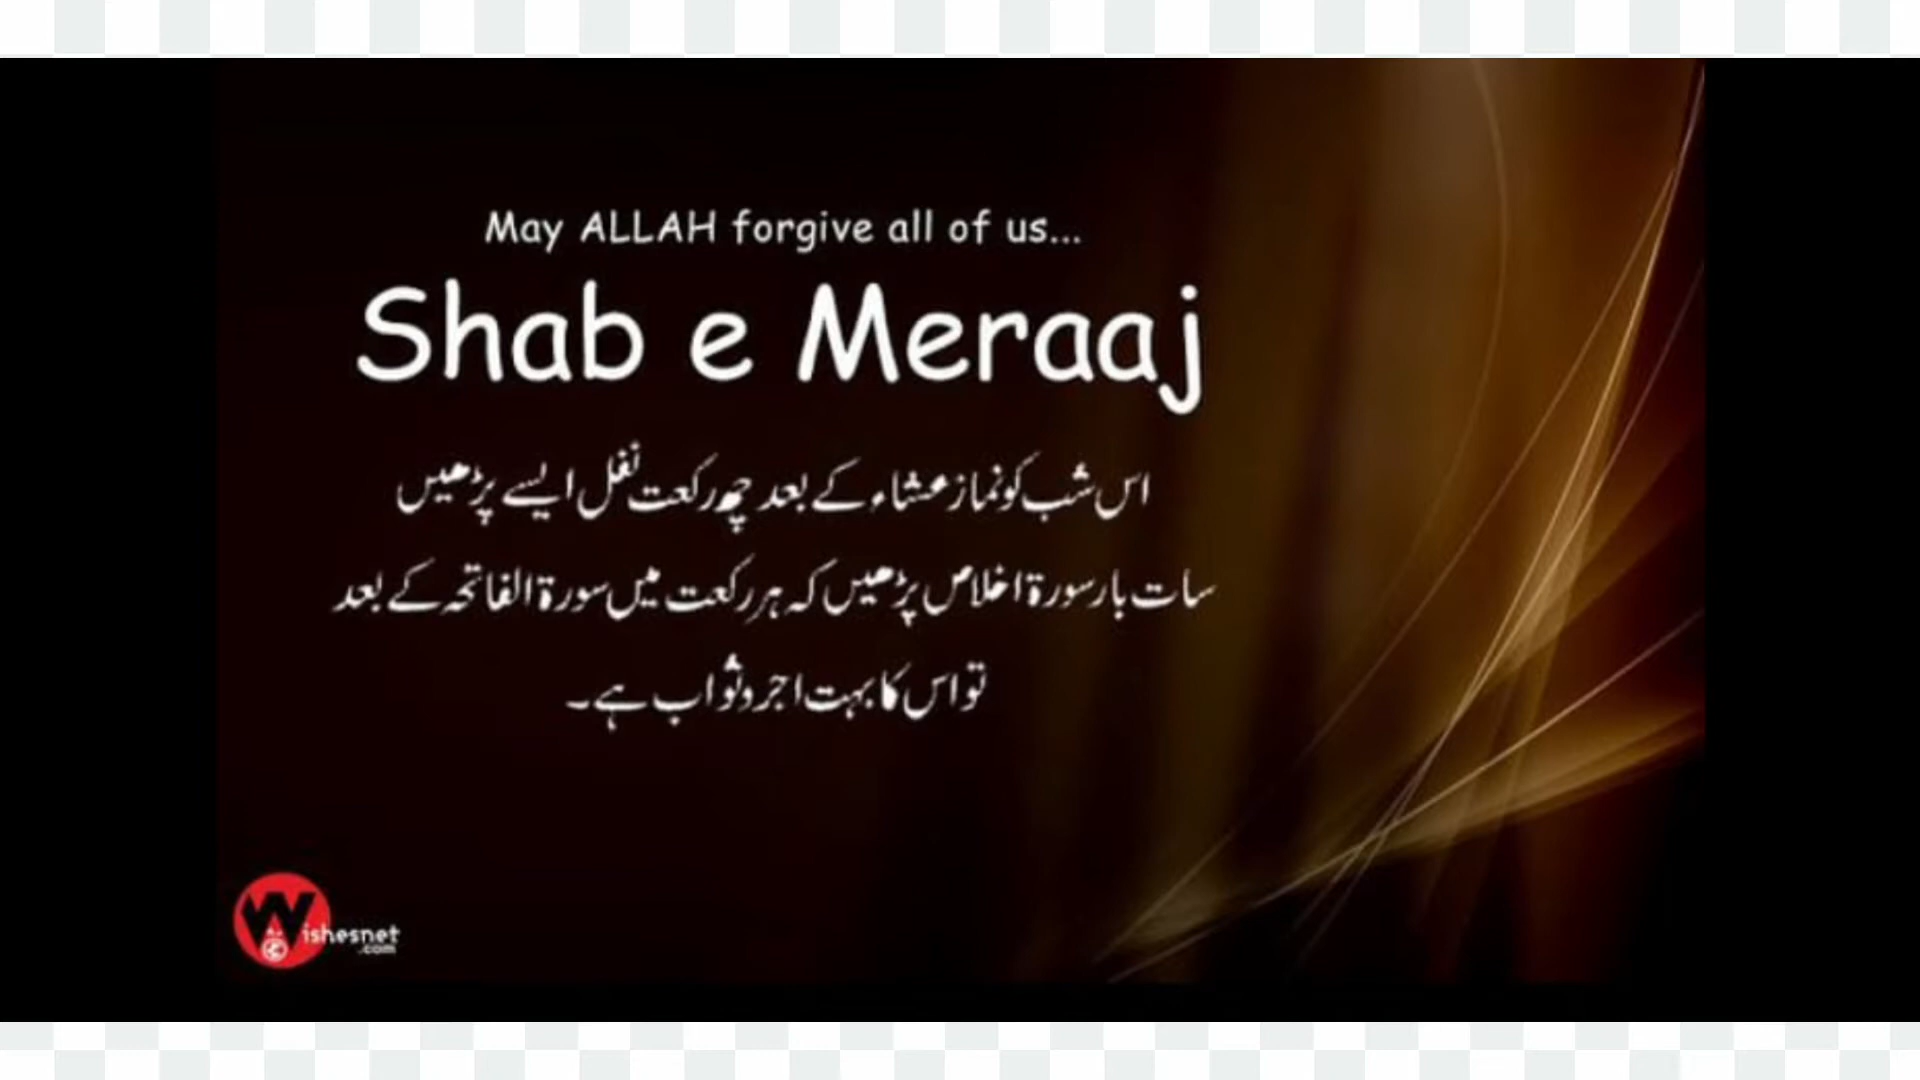 May ALLAH forgive all of us...
Shab e Meraaj
اس شب کو نماز عشاء کے بعد چھ رکعت نفل ایسے پڑھیں
سات بار سورۃ اخلاص پڑھیں کہ ہر رکعت میں سورۃ الفاتحہ کے بعد
تو اس کا بہت اجر و ثواب ہے۔
Wishesnet
.com